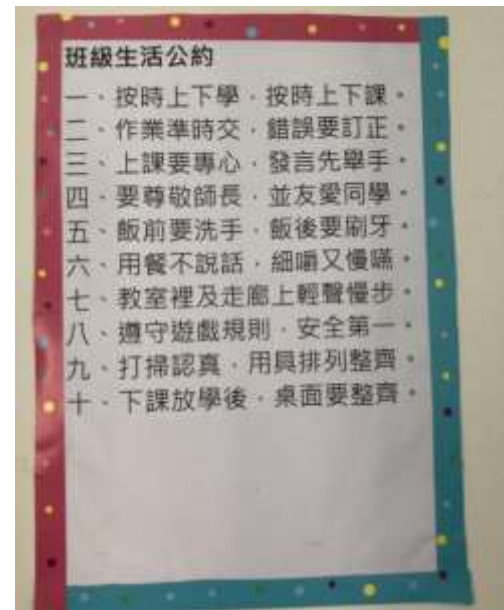 班級生活公約
一、按時上下學，按時上下課。
二、作業準時交，錯誤要訂正。
三、上課要專心，發言先舉手。
四、要尊敬師長，並友愛同學。
五、飯前要洗手，飯後要刷牙。
六、用餐不說話，細嚼又慢嚥。
七、教室裡及走廊上輕聲慢步。
八、遵守遊戲規則，安全第一。
九、打掃認真，用具排列整齊。
十、下課放學後，桌面要整齊。